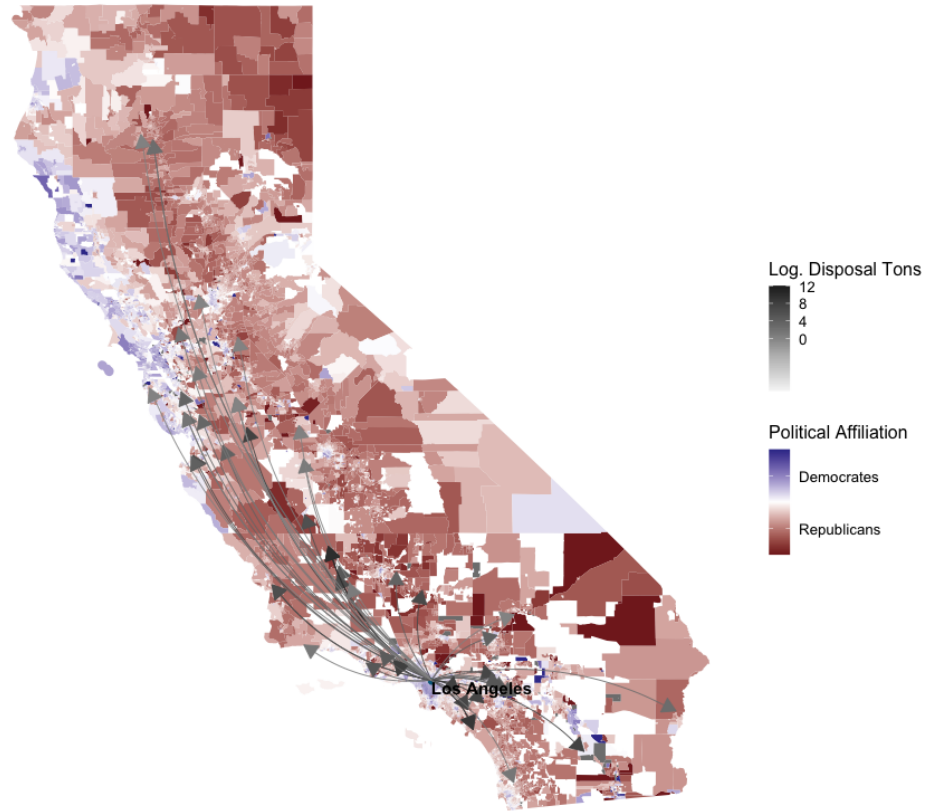 Log. Disposal Tons
12
8
4
0
Political Affiliation
Democrates
Republicans
Los Angeles